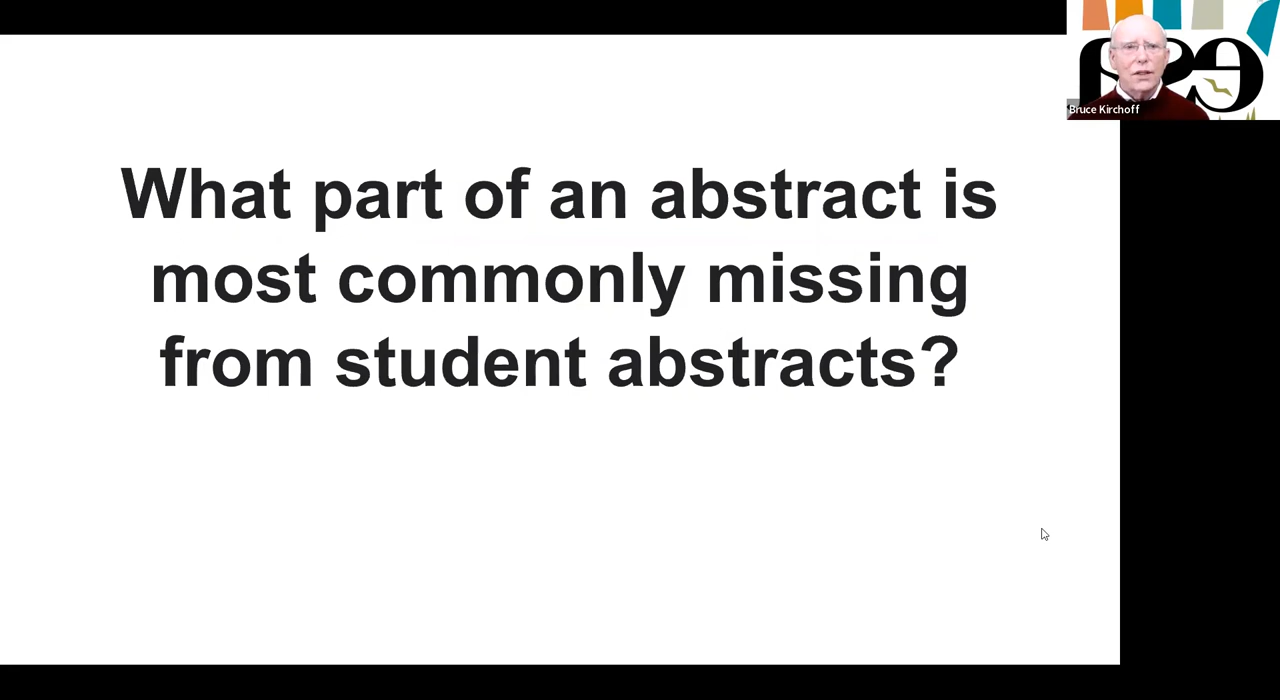 What part of an abstract is
most commonly missing
from student abstracts?
Bruce Kirchoff